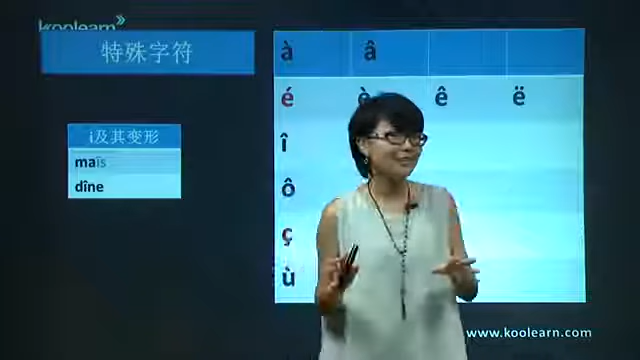 koolearn
特殊字符
i及其变形
maïs
dîne
à â
é è ê ë
î
ô
ç
ù
www.koolearn.com